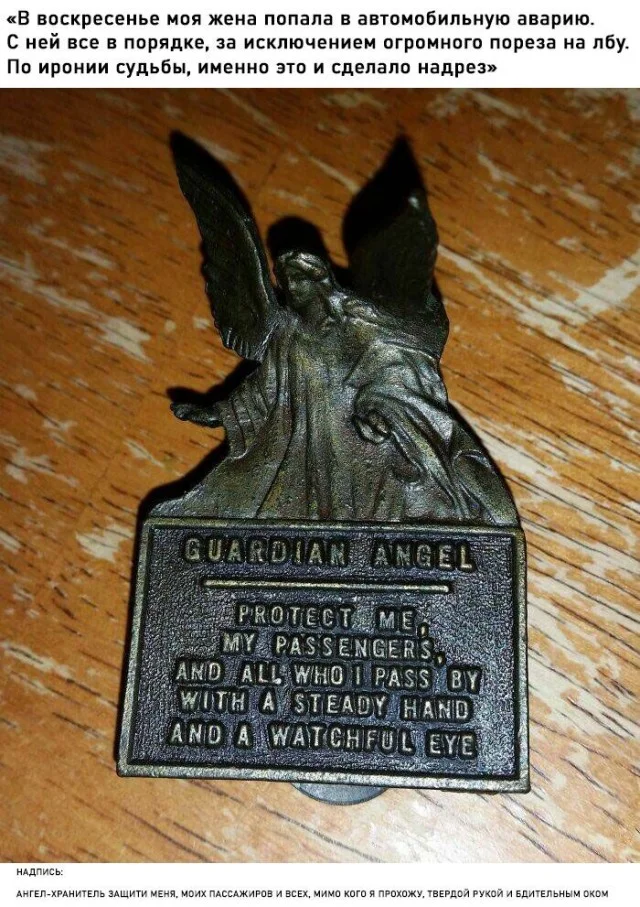 «В воскресенье моя жена попала в автомобильную аварию.
С ней все в порядке, за исключением огромного пореза на лбу.
По иронии судьбы, именно это и сделало надрез»
GUARDIAN ANGEL
PROTECT ME,
MY PASSENGERS,
AND ALL WHO I PASS BY
WITH A STEADY HAND
AND A WATCHFUL EYE
НАДПИСЬ:
АНГЕЛ-ХРАНИТЕЛЬ ЗАЩИТИ МЕНЯ, МОИХ ПАССАЖИРОВ И ВСЕХ, МИМО КОГО Я ПРОХОЖУ, ТВЕРДОЙ РУКОЙ И БДИТЕЛЬНЫМ ОКОМ